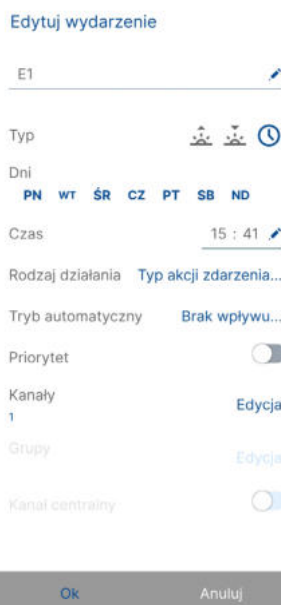 Edytuj wydarzenie
E1
Typ
Dni
PN WT ŚR CZ PT SB ND
Czas 15 : 41
Rodzaj działania Typ akcji zdarzenia...
Tryb automatyczny Brak wpływu...
Priorytet
Kanały Edycja
1
Grupy Edycja
Kanał centralny
Ok Anuluj